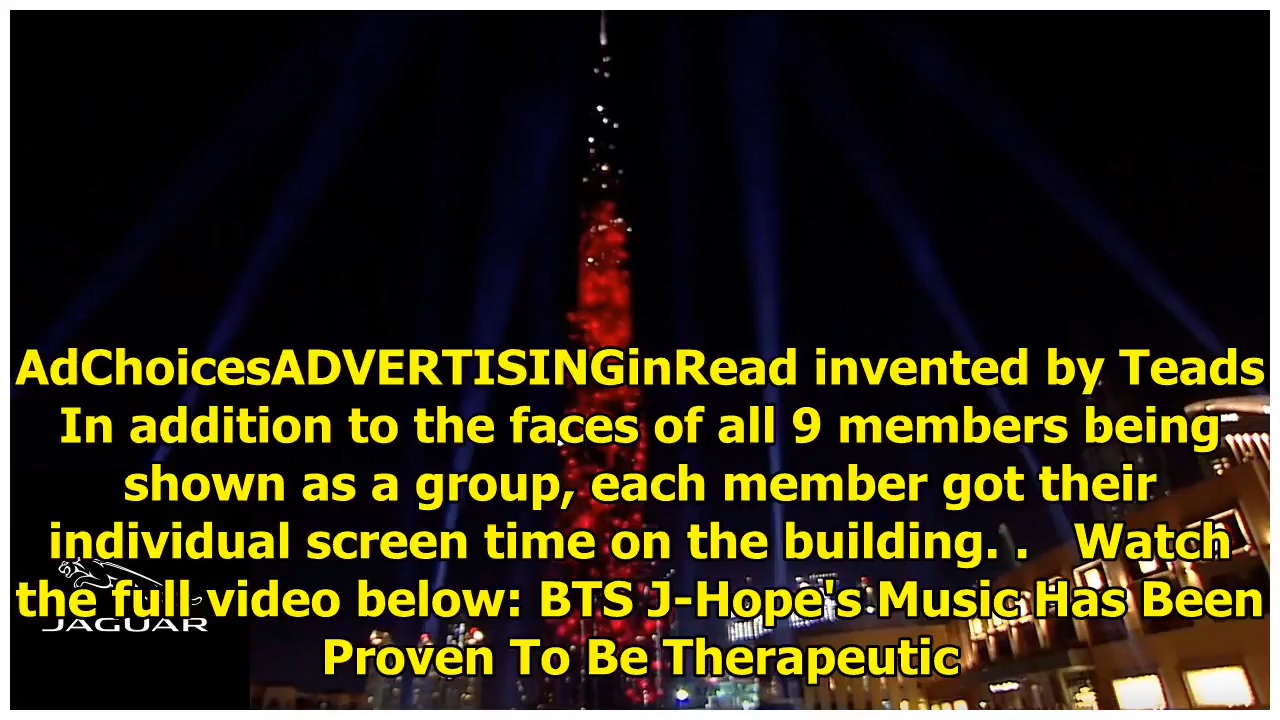 AdChoicesADVERTISINGinRead invented by Teads
In addition to the faces of all 9 members being
shown as a group, each member got their
individual screen time on the building. .   Watch
the full video below: BTS J-Hope's Music Has Been
Proven To Be Therapeutic
JAGUAR